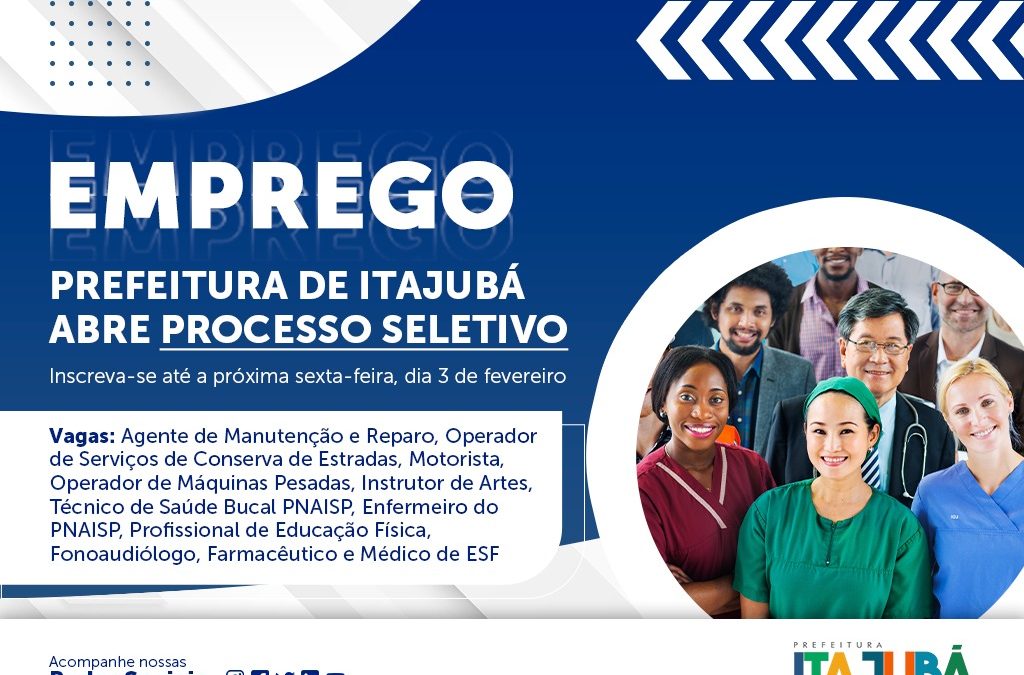 EMPREGO
PREFEITURA DE ITAJUBÁ
ABRE PROCESSO SELETIVO
Inscreva-se até a próxima sexta-feira, dia 3 de fevereiro
Vagas: Agente de Manutenção e Reparo, Operador
de Serviços de Conserva de Estradas, Motorista,
Operador de Máquinas Pesadas, Instrutor de Artes,
Técnico de Saúde Bucal PNAISP, Enfermeiro do
PNAISP, Profissional de Educação Física,
Fonoaudiólogo, Farmacêutico e Médico de ESF
Acompanhe nossas
PREFEITURA
ITAJUBÁ